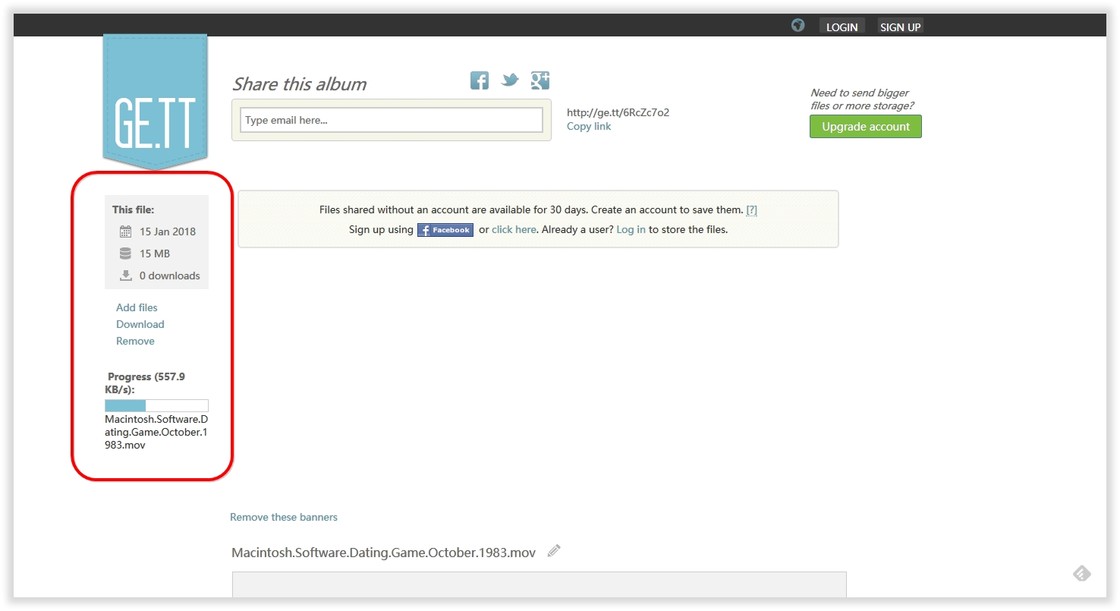 LOGIN SIGN UP
GE.TT
Share this album
Type email here...
http://ge.tt/6RcZc7o2
Copy link
Need to send bigger
files or more storage?
Upgrade account
This file:
15 Jan 2018
15 MB
0 downloads
Add files
Download
Remove
Progress (557.9
KB/s):
Macintosh.Software.D
ating.Game.October.1
983.mov
Files shared without an account are available for 30 days. Create an account to save them. [?]
Sign up using f Facebook or click here. Already a user? Log in to store the files.
Remove these banners
Macintosh.Software.Dating.Game.October.1983.mov